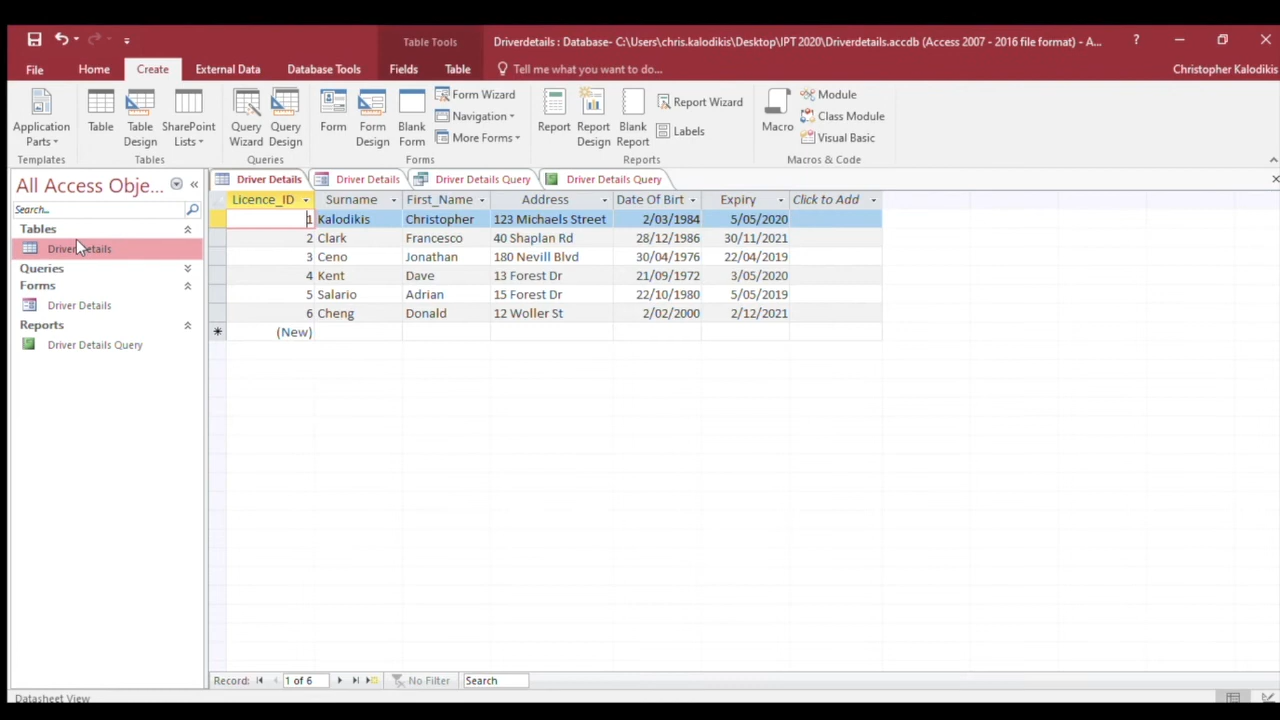 Table Tools
Driverdetails : Database- C:\Users\chris.kalodikis\Desktop\IPT 2020\Driverdetails.accdb (Access 2007 - 2016 file format) - A...
?
File Home Create External Data Database Tools Fields Table Tell me what you want to do... Christopher Kalodikis
Application Parts
Table
Table Design
SharePoint Lists
Query Wizard
Query Design
Form
Form Design
Blank Form
Form Wizard
Navigation
More Forms
Report
Report Design
Blank Report
Report Wizard
Labels
Macro
Module
Class Module
Visual Basic
Templates Tables Queries Forms Reports Macros & Code
All Access Obje...
Search...
Tables
Driver Details
Queries
Forms
Driver Details
Reports
Driver Details Query
Driver Details Driver Details Driver Details Query Driver Details Query
Licence_ID Surname First_Name Address Date Of Birt Expiry Click to Add
1 Kalodikis Christopher 123 Michaels Street 2/03/1984 5/05/2020
2 Clark Francesco 40 Shaplan Rd 28/12/1986 30/11/2021
3 Ceno Jonathan 180 Nevill Blvd 30/04/1976 22/04/2019
4 Kent Dave 13 Forest Dr 21/09/1972 3/05/2020
5 Salario Adrian 15 Forest Dr 22/10/1980 5/05/2019
6 Cheng Donald 12 Woller St 2/02/2000 2/12/2021
(New)
Record: 1 of 6 No Filter Search
Datasheet View